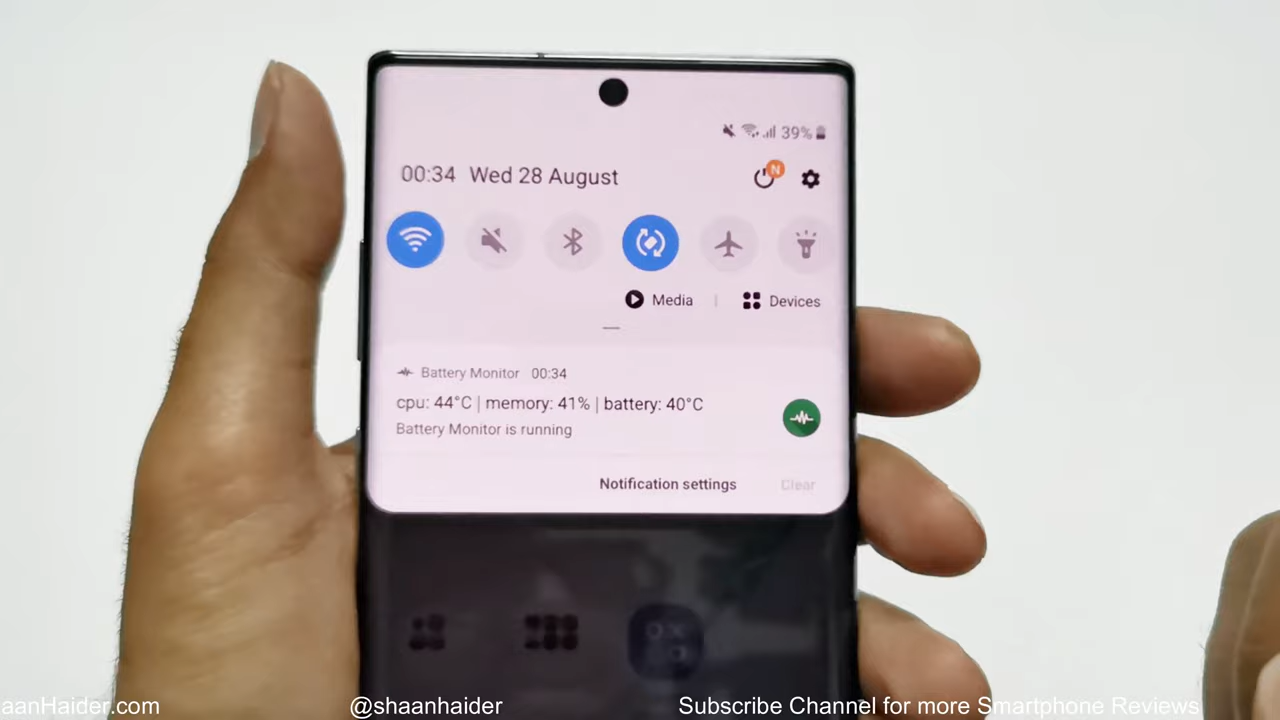 39%
00:34 Wed 28 August
N
Media | Devices
Battery Monitor 00:34
cpu: 44°C | memory: 41% | battery: 40°C
Battery Monitor is running
Notification settings Clear
aanHaider.com @shaanhaider Subscribe Channel for more Smartphone Reviews